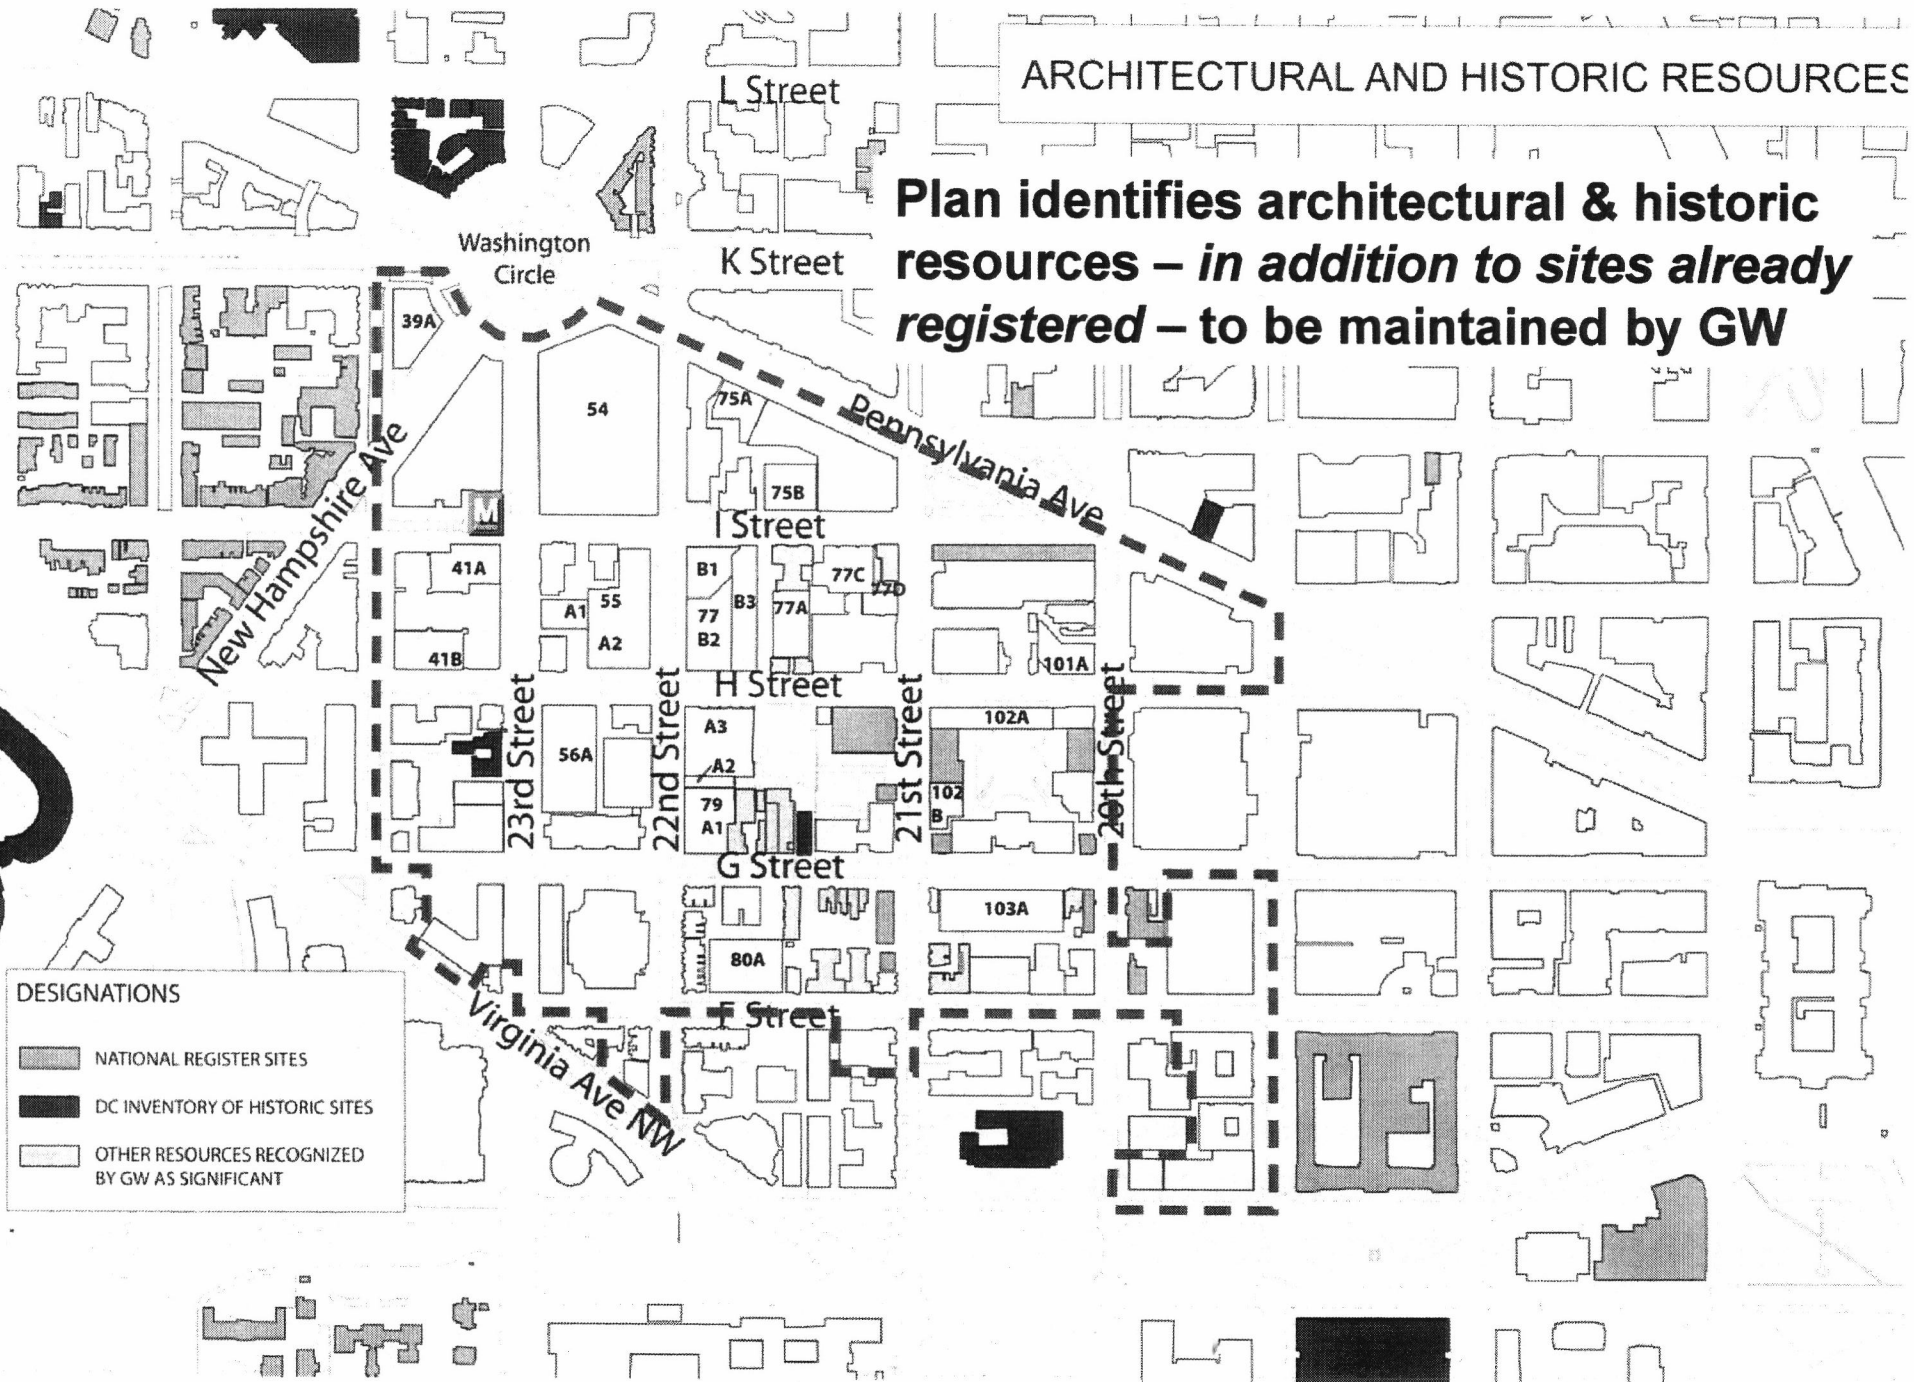 ARCHITECTURAL AND HISTORIC RESOURCES
Plan identifies architectural & historic
resources – in addition to sites already
registered – to be maintained by GW
L Street
Washington
Circle
K Street
39A
54
75A
Pennsylvania Ave
75B
M
I Street
New Hampshire Ave
41A
41B
A1
55
A2
B1
77
B2
B3
77A
77C
77D
101A
H Street
23rd Street
22nd Street
21st Street
20th Street
56A
A3
A2
79
A1
102A
102
B
G Street
103A
80A
F Street
Virginia Ave NW
DESIGNATIONS
NATIONAL REGISTER SITES
DC INVENTORY OF HISTORIC SITES
OTHER RESOURCES RECOGNIZED
BY GW AS SIGNIFICANT